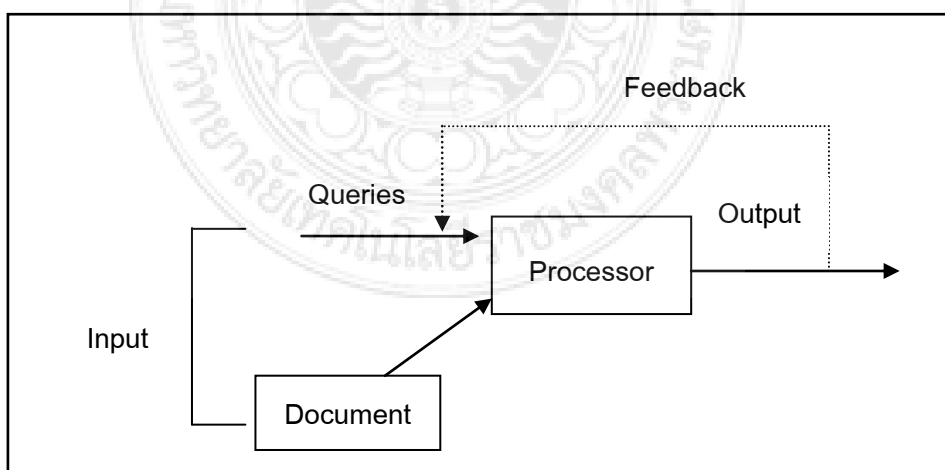 Feedback
Queries
Output
Processor
Input
Document